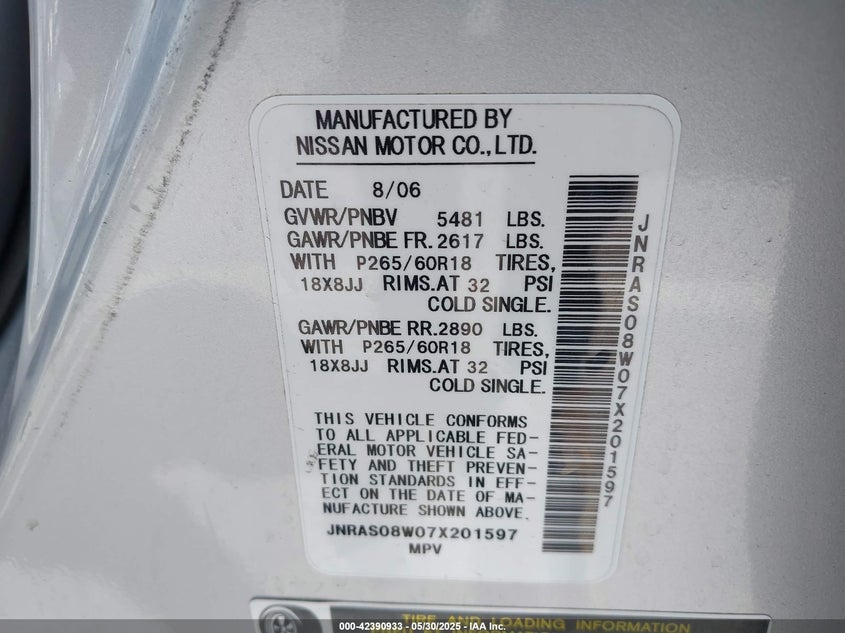 MANUFACTURED BY
NISSAN MOTOR CO.,LTD.
DATE 8/06
GVWR/PNBV 5481 LBS.
GAWR/PNBE FR. 2617 LBS.
WITH P265/60R18 TIRES,
18X8JJ RIMS.AT 32 PSI
COLD SINGLE.
GAWR/PNBE RR. 2890 LBS.
WITH P265/60R18 TIRES,
18X8JJ RIMS.AT 32 PSI
COLD SINGLE.
THIS VEHICLE CONFORMS
TO ALL APPLICABLE FED-
ERAL MOTOR VEHICLE SA-
FETY AND THEFT PREVEN-
TION STANDARDS IN EFF-
ECT ON THE DATE OF MA-
NUFACTURE SHOWN ABOVE.
JNRAS08W07X201597
MPV
JNRAS08W07X201597
TIRE AND LOADING INFORMATION
000-42390933 - 05/30/2025 - IAA Inc.